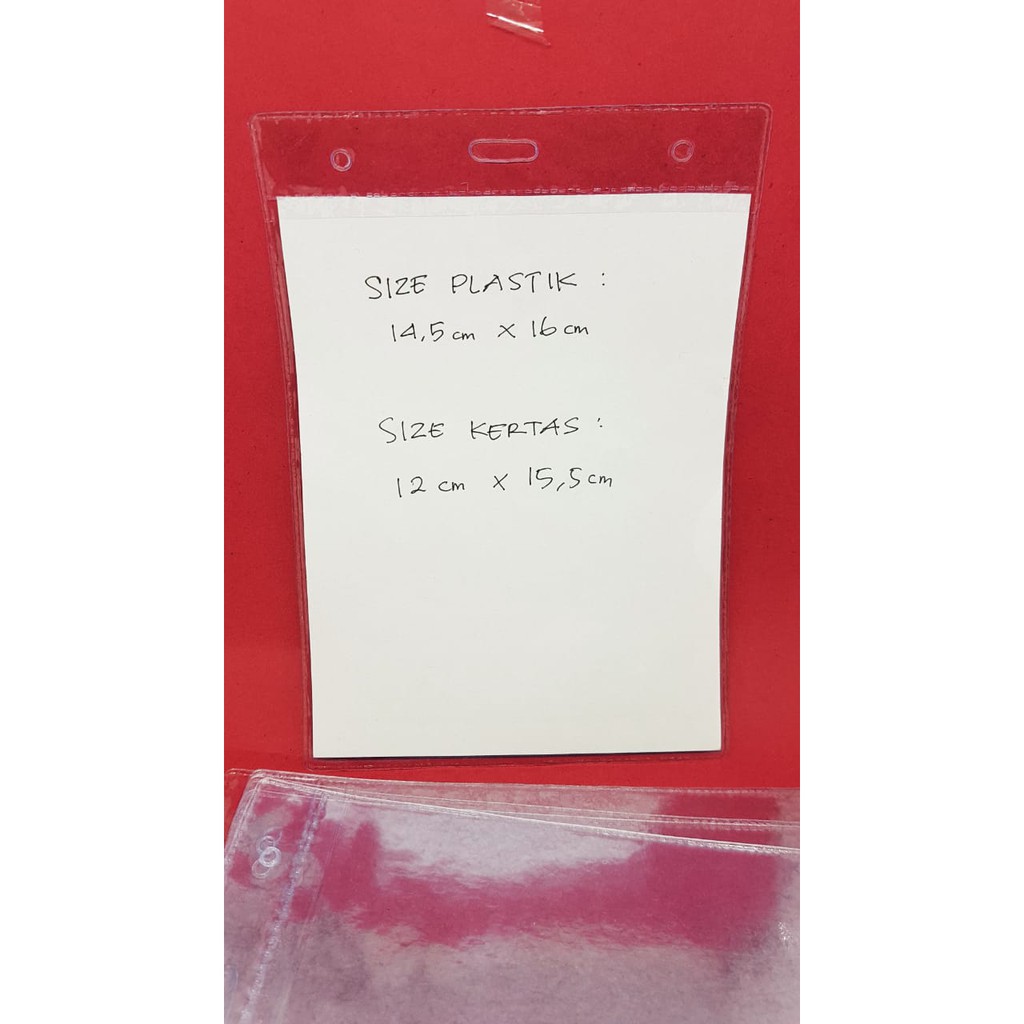 SIZE PLASTIK :
14,5 cm x 16 cm
SIZE KERTAS :
12 cm x 15,5 cm